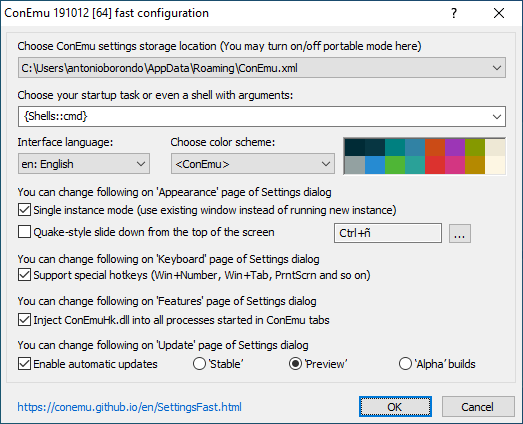 ConEmu 191012 [64] fast configuration
Choose ConEmu settings storage location (You may turn on/off portable mode here)
C:\Users\antonioborondo\AppData\Roaming\ConEmu.xml
Choose your startup task or even a shell with arguments:
{Shells::cmd}
Interface language:
Choose color scheme:
en: English
<ConEmu>
You can change following on 'Appearance' page of Settings dialog
Single instance mode (use existing window instead of running new instance)
Quake-style slide down from the top of the screen
Ctrl+ñ
...
You can change following on 'Keyboard' page of Settings dialog
Support special hotkeys (Win+Number, Win+Tab, PrntScrn and so on)
You can change following on 'Features' page of Settings dialog
Inject ConEmuHk.dll into all processes started in ConEmu tabs
You can change following on 'Update' page of Settings dialog
Enable automatic updates
'Stable'
'Preview'
'Alpha' builds
https://conemu.github.io/en/SettingsFast.html
OK
Cancel